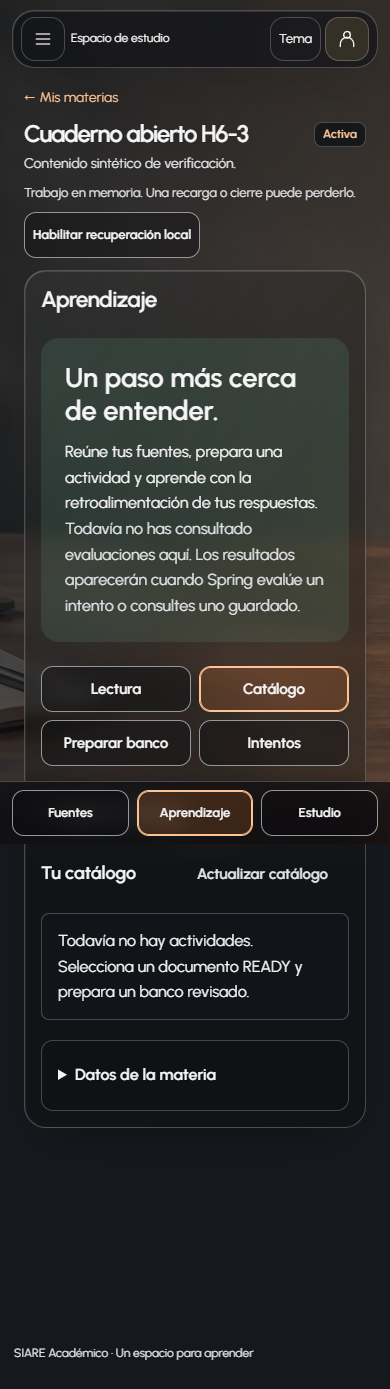 Espacio de estudio
Tema
← Mis materias
Cuaderno abierto H6-3
Activa
Contenido sintético de verificación.
Trabajo en memoria. Una recarga o cierre puede perderlo.
Habilitar recuperación local
Aprendizaje
Un paso más cerca
de entender.
Reúne tus fuentes, prepara una
actividad y aprende con la
retroalimentación de tus respuestas.
Todavía no has consultado
evaluaciones aquí. Los resultados
aparecerán cuando Spring evalúe un
intento o consultes uno guardado.
Lectura
Catálogo
Preparar banco
Intentos
Fuentes
Aprendizaje
Estudio
Tu catálogo
Actualizar catálogo
Todavía no hay actividades.
Selecciona un documento READY y
prepara un banco revisado.
Datos de la materia
SIARE Académico · Un espacio para aprender